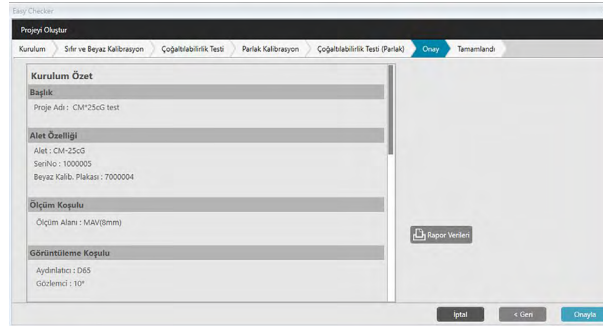 Easy Checker
Projeyi Oluştur
Kurulum Sıfır ve Beyaz Kalibrasyon Çoğaltılabilirlik Testi Parlak Kalibrasyon Çoğaltılabilirlik Testi (Parlak) Onay Tamamlandı
Kurulum Özet
Başlık
Proje Adı : CM*25cG test
Alet Özelliği
Alet : CM-25cG
SeriNo : 1000005
Beyaz Kalib. Plakası : 7000004
Ölçüm Koşulu
Ölçüm Alanı : MAV(8mm)
Rapor Verileri
Görüntüleme Koşulu
Aydınlatıcı : D65
Gözlemci : 10°
İptal < Geri Onayla